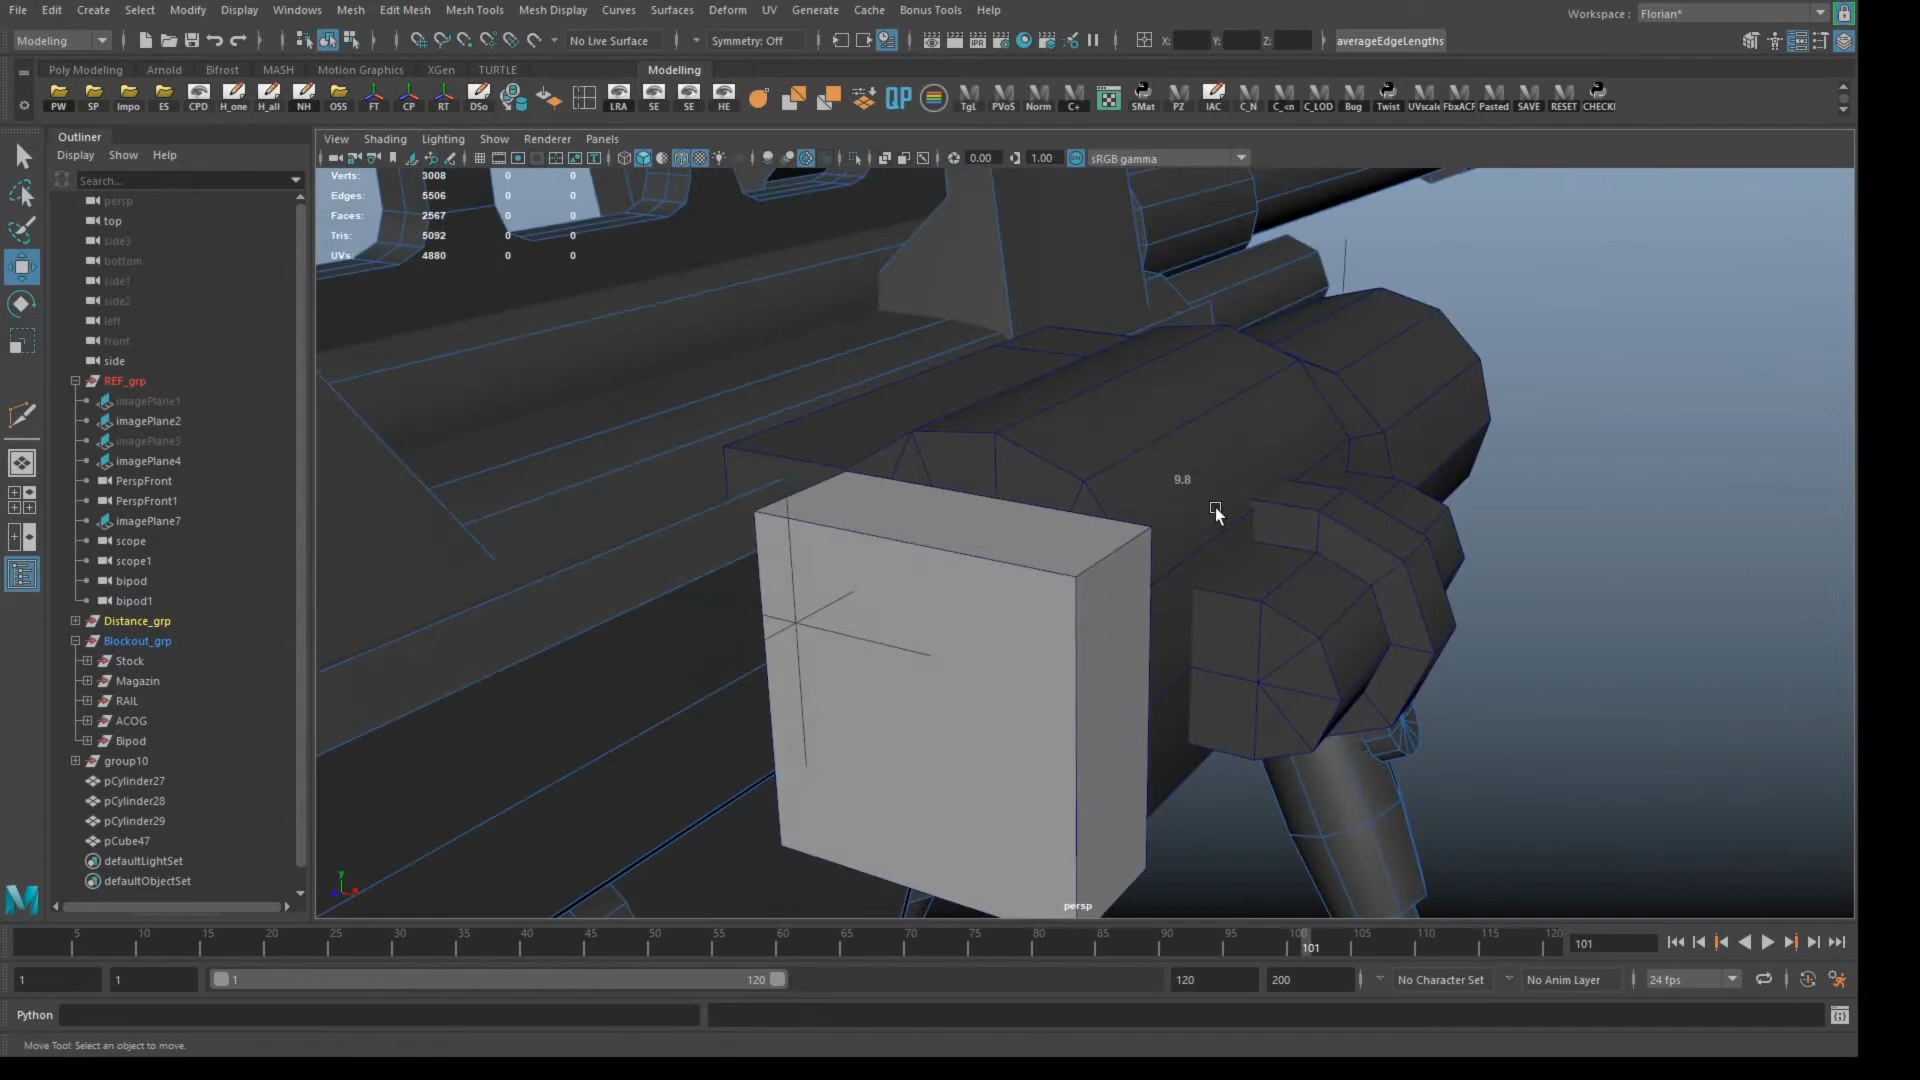 File Edit Create Select Modify Display Windows Mesh Edit Mesh Mesh Tools Mesh Display Curves Surfaces Deform UV Generate Cache Bonus Tools Help
Workspace : Florian*
Modeling No Live Surface Symmetry: Off X: Y: Z: averageEdgeLengths
Poly Modeling Arnold Bifrost MASH Motion Graphics XGen TURTLE Modelling
PW SP Impo ES CPD H_one H_all NH OSS FT CP RT DSo LRA SE SE HE QP TgL PVoS Norm C+ SMat PZ IAC C_N C_<n C_LOD Bug Twist UVscale FbxACF Pasted SAVE RESET CHECKI
Outliner
Display Show Help
Search...
View Shading Lighting Show Renderer Panels
0.00 1.00 sRGB gamma
Verts: 3008 0 0
Edges: 5506 0 0
Faces: 2567 0 0
Tris: 5092 0 0
UVs: 4880 0 0
persp
top
side3
bottom
side1
side2
left
front
side
REF_grp
imagePlane1
imagePlane2
imagePlane3
imagePlane4
PerspFront
PerspFront1
imagePlane7
scope
scope1
bipod
bipod1
Distance_grp
Blockout_grp
Stock
Magazin
RAIL
ACOG
Bipod
group10
pCylinder27
pCylinder28
pCylinder29
pCube47
defaultLightSet
defaultObjectSet
9.8
y
persp
5 10 15 20 25 30 35 40 45 50 55 60 65 70 75 80 85 90 95 100 101 105 110 115 120 101
1 1 1 120 120 200 No Character Set No Anim Layer 24 fps
Python
Move Tool: Select an object to move.